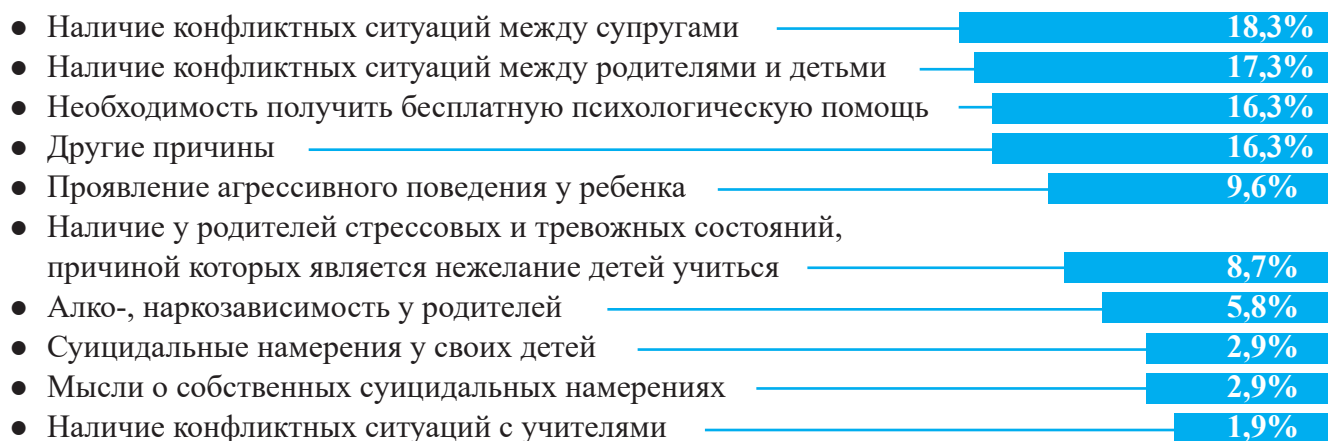 ● Наличие конфликтных ситуаций между супругами 18,3%
● Наличие конфликтных ситуаций между родителями и детьми 17,3%
● Необходимость получить бесплатную психологическую помощь 16,3%
● Другие причины 16,3%
● Проявление агрессивного поведения у ребенка 9,6%
● Наличие у родителей стрессовых и тревожных состояний,
причиной которых является нежелание детей учиться 8,7%
● Алко-, наркозависимость у родителей 5,8%
● Суицидальные намерения у своих детей 2,9%
● Мысли о собственных суицидальных намерениях 2,9%
● Наличие конфликтных ситуаций с учителями 1,9%